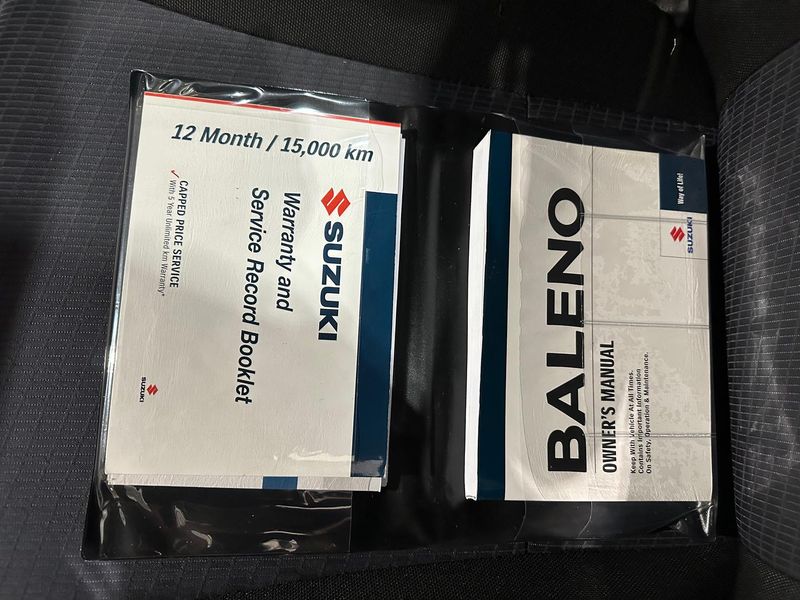 12 Month / 15,000 km
SUZUKI
Warranty and
Service Record Booklet
✓ CAPPED PRICE SERVICE
With 5 Year Unlimited km Warranty*
SUZUKI
Way of Life!
SUZUKI
BALENO
OWNER'S MANUAL
Keep With Vehicle At All Times.
Contains Important Information
On Safety, Operation & Maintenance.